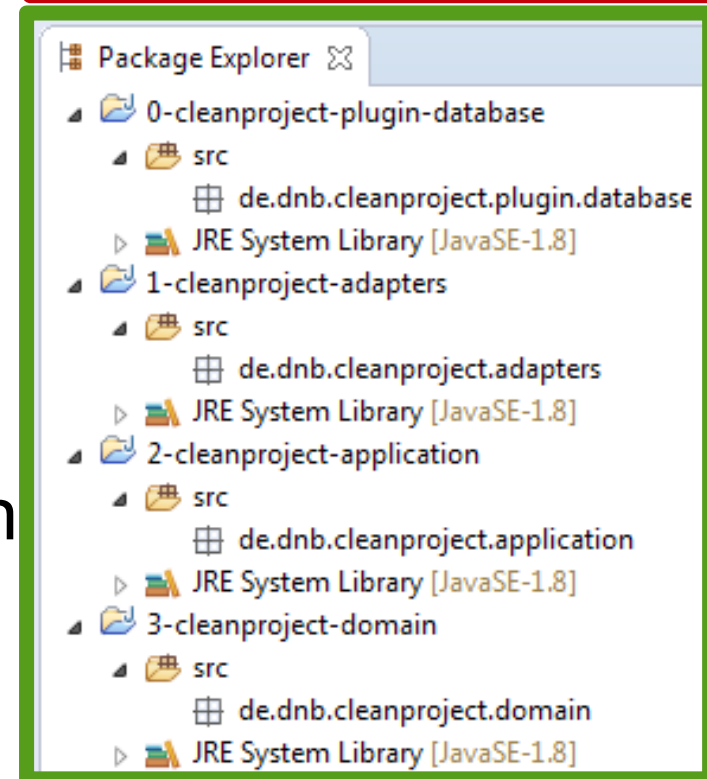 Package Explorer
0-cleanproject-plugin-database
src
de.dnb.cleanproject.plugin.database
JRE System Library [JavaSE-1.8]
1-cleanproject-adapters
src
de.dnb.cleanproject.adapters
JRE System Library [JavaSE-1.8]
2-cleanproject-application
src
n
de.dnb.cleanproject.application
JRE System Library [JavaSE-1.8]
3-cleanproject-domain
src
de.dnb.cleanproject.domain
JRE System Library [JavaSE-1.8]